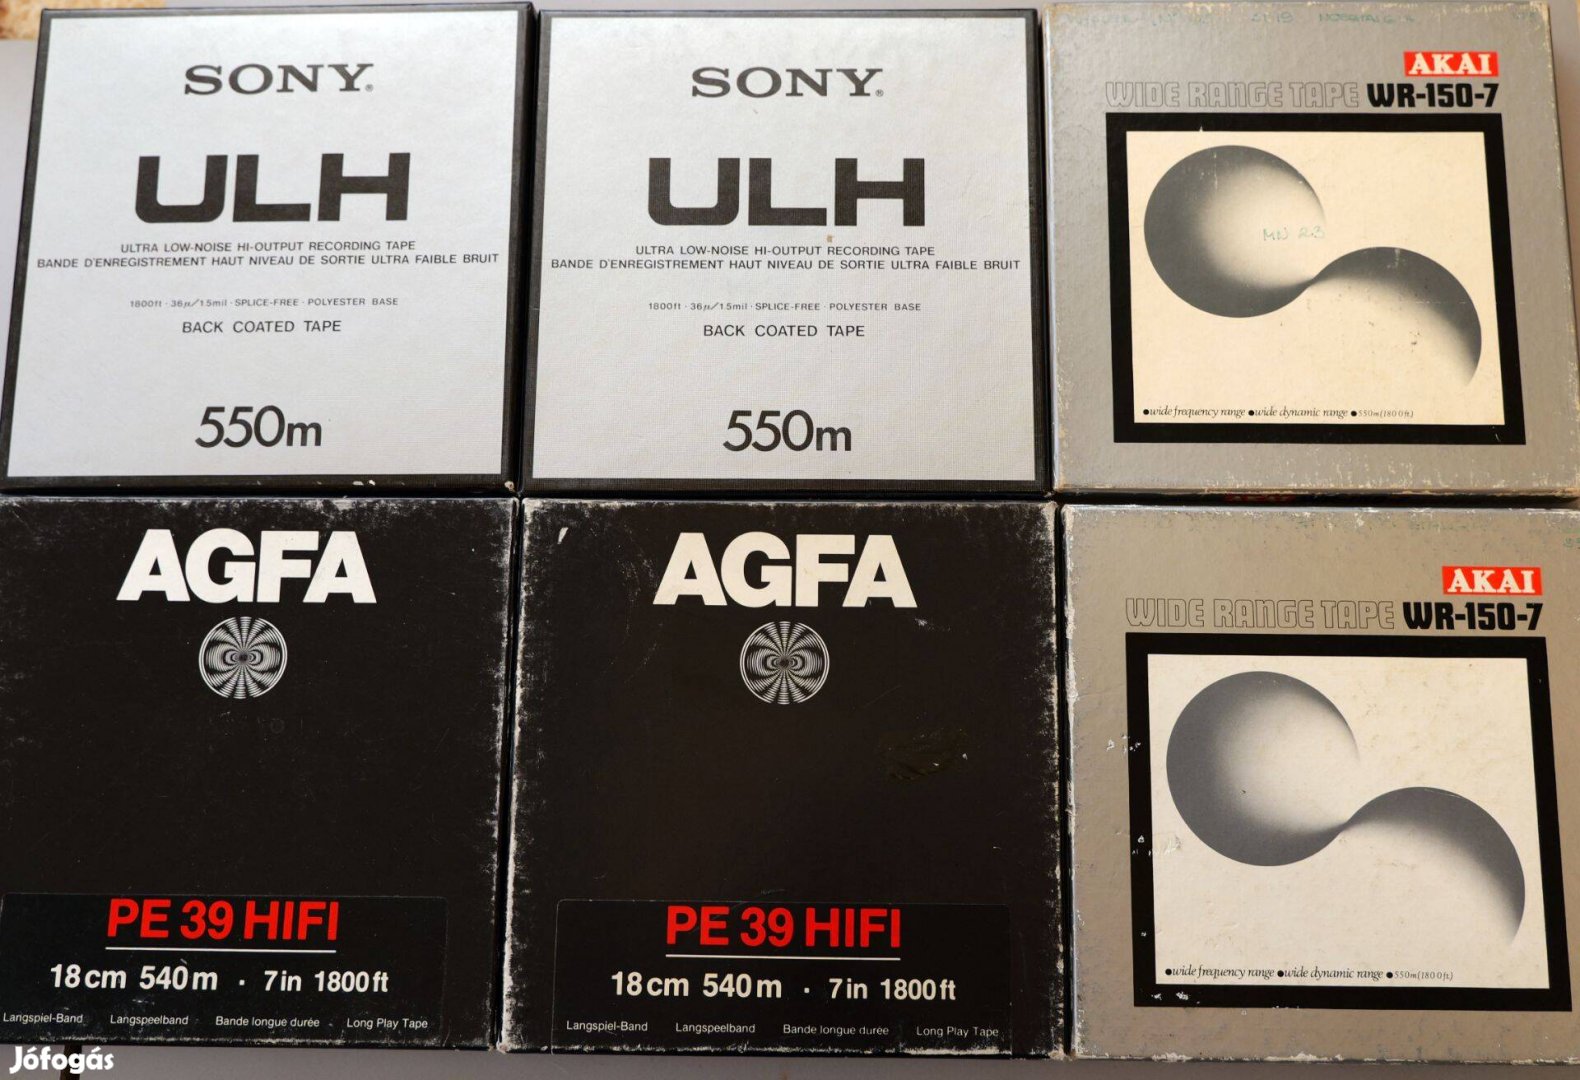 SONY®
ULH
ULTRA LOW-NOISE HI-OUTPUT RECORDING TAPE
BANDE D'ENREGISTREMENT HAUT NIVEAU DE SORTIE ULTRA FAIBLE BRUIT
1800ft · 36μ/1.5mil · SPLICE-FREE · POLYESTER BASE
BACK COATED TAPE
550m
SONY®
ULH
ULTRA LOW-NOISE HI-OUTPUT RECORDING TAPE
BANDE D'ENREGISTREMENT HAUT NIVEAU DE SORTIE ULTRA FAIBLE BRUIT
1800ft · 36μ/1.5mil · SPLICE-FREE · POLYESTER BASE
BACK COATED TAPE
550m
AKAI
WIDE RANGE TAPE WR-150-7
MN 23
●wide frequency range ●wide dynamic range ●550m(1800ft)
AGFA
PE 39 HIFI
18cm 540m · 7in 1800ft
Langspiel-Band Langspeelband Bande longue durée Long Play Tape
AGFA
PE 39 HIFI
18cm 540m · 7in 1800ft
Langspiel-Band Langspeelband Bande longue durée Long Play Tape
AKAI
WIDE RANGE TAPE WR-150-7
●wide frequency range ●wide dynamic range ●550m(1800ft)
Jófogás